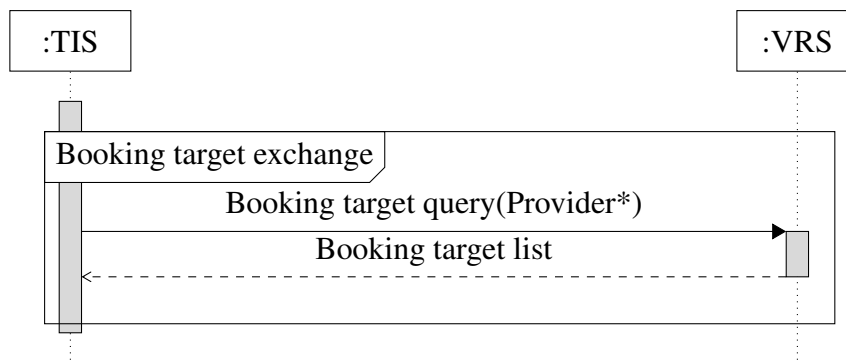 :TIS
:VRS
Booking target exchange
Booking target query(Provider*)
Booking target list